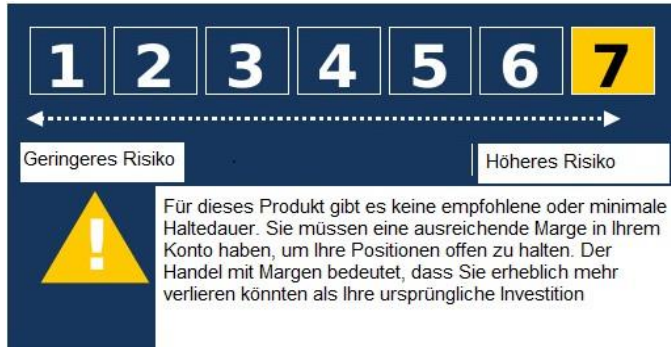 1 2 3 4 5 6 7
Geringeres Risiko Höheres Risiko
!
Für dieses Produkt gibt es keine empfohlene oder minimale
Haltedauer. Sie müssen eine ausreichende Marge in Ihrem
Konto haben, um Ihre Positionen offen zu halten. Der
Handel mit Margen bedeutet, dass Sie erheblich mehr
verlieren könnten als Ihre ursprüngliche Investition